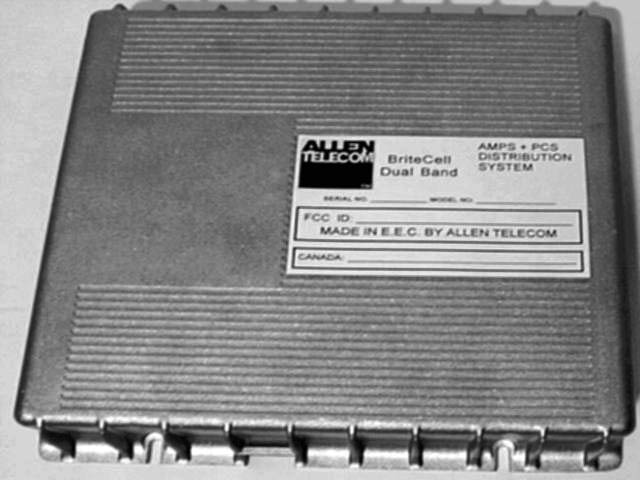 ALLEN
TELECOM
BriteCell
Dual Band
AMPS + PCS
DISTRIBUTION
SYSTEM
SERIAL NO. MODEL NO.
FCC ID:
MADE IN E.E.C. BY ALLEN TELECOM
CANADA: